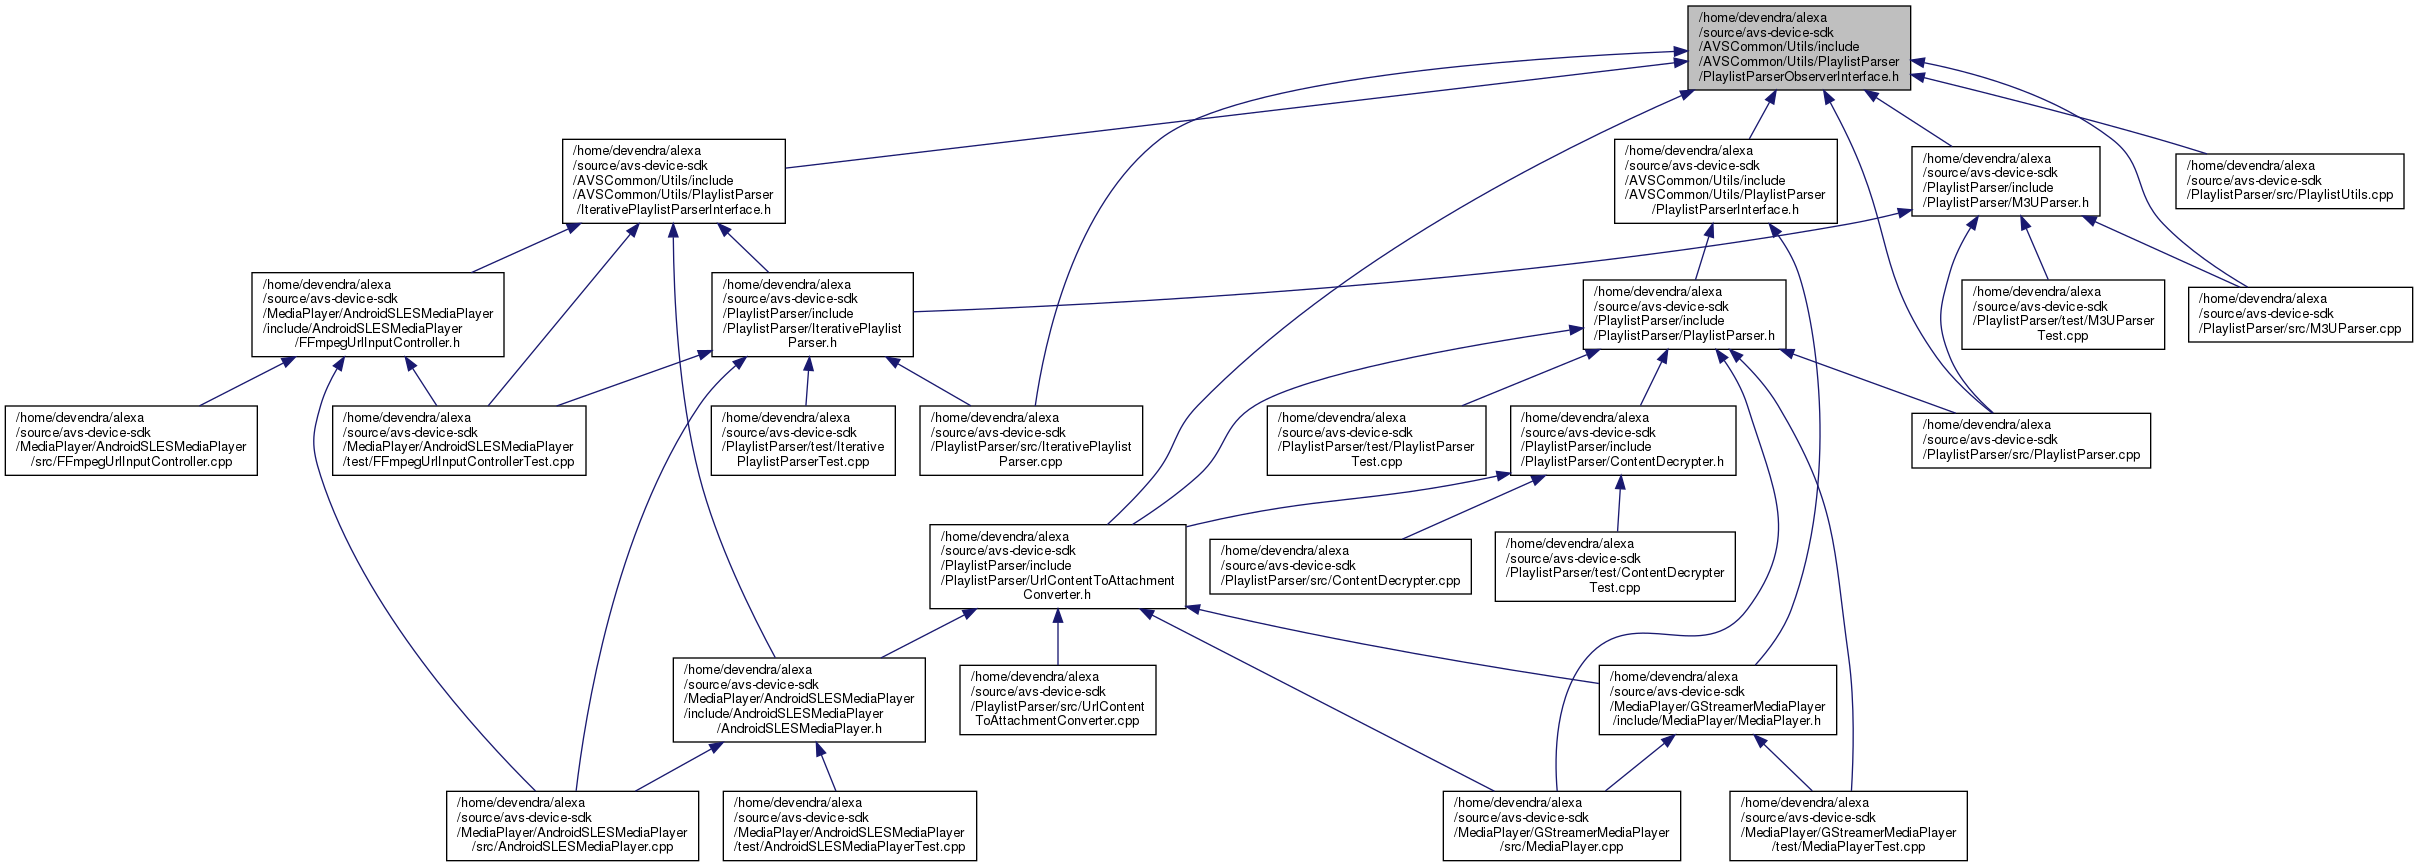 /home/devendra/alexa
/source/avs-device-sdk
/AVSCommon/Utils/include
/AVSCommon/Utils/PlaylistParser
/PlaylistParserObserverInterface.h
/home/devendra/alexa
/source/avs-device-sdk
/AVSCommon/Utils/include
/AVSCommon/Utils/PlaylistParser
/IterativePlaylistParserInterface.h
/home/devendra/alexa
/source/avs-device-sdk
/AVSCommon/Utils/include
/AVSCommon/Utils/PlaylistParser
/PlaylistParserInterface.h
/home/devendra/alexa
/source/avs-device-sdk
/PlaylistParser/include
/PlaylistParser/M3UParser.h
/home/devendra/alexa
/source/avs-device-sdk
/PlaylistParser/src/PlaylistUtils.cpp
/home/devendra/alexa
/source/avs-device-sdk
/MediaPlayer/AndroidSLESMediaPlayer
/include/AndroidSLESMediaPlayer
/FFmpegUrlInputController.h
/home/devendra/alexa
/source/avs-device-sdk
/PlaylistParser/include
/PlaylistParser/IterativePlaylist
Parser.h
/home/devendra/alexa
/source/avs-device-sdk
/PlaylistParser/include
/PlaylistParser/PlaylistParser.h
/home/devendra/alexa
/source/avs-device-sdk
/PlaylistParser/test/M3UParser
Test.cpp
/home/devendra/alexa
/source/avs-device-sdk
/PlaylistParser/src/M3UParser.cpp
/home/devendra/alexa
/source/avs-device-sdk
/MediaPlayer/AndroidSLESMediaPlayer
/src/FFmpegUrlInputController.cpp
/home/devendra/alexa
/source/avs-device-sdk
/MediaPlayer/AndroidSLESMediaPlayer
/test/FFmpegUrlInputControllerTest.cpp
/home/devendra/alexa
/source/avs-device-sdk
/PlaylistParser/test/Iterative
PlaylistParserTest.cpp
/home/devendra/alexa
/source/avs-device-sdk
/PlaylistParser/src/IterativePlaylist
Parser.cpp
/home/devendra/alexa
/source/avs-device-sdk
/PlaylistParser/test/PlaylistParser
Test.cpp
/home/devendra/alexa
/source/avs-device-sdk
/PlaylistParser/include
/PlaylistParser/ContentDecrypter.h
/home/devendra/alexa
/source/avs-device-sdk
/PlaylistParser/src/PlaylistParser.cpp
/home/devendra/alexa
/source/avs-device-sdk
/PlaylistParser/include
/PlaylistParser/UrlContentToAttachment
Converter.h
/home/devendra/alexa
/source/avs-device-sdk
/PlaylistParser/src/ContentDecrypter.cpp
/home/devendra/alexa
/source/avs-device-sdk
/PlaylistParser/test/ContentDecrypter
Test.cpp
/home/devendra/alexa
/source/avs-device-sdk
/MediaPlayer/AndroidSLESMediaPlayer
/include/AndroidSLESMediaPlayer
/AndroidSLESMediaPlayer.h
/home/devendra/alexa
/source/avs-device-sdk
/PlaylistParser/src/UrlContent
ToAttachmentConverter.cpp
/home/devendra/alexa
/source/avs-device-sdk
/MediaPlayer/GStreamerMediaPlayer
/include/MediaPlayer/MediaPlayer.h
/home/devendra/alexa
/source/avs-device-sdk
/MediaPlayer/AndroidSLESMediaPlayer
/src/AndroidSLESMediaPlayer.cpp
/home/devendra/alexa
/source/avs-device-sdk
/MediaPlayer/AndroidSLESMediaPlayer
/test/AndroidSLESMediaPlayerTest.cpp
/home/devendra/alexa
/source/avs-device-sdk
/MediaPlayer/GStreamerMediaPlayer
/src/MediaPlayer.cpp
/home/devendra/alexa
/source/avs-device-sdk
/MediaPlayer/GStreamerMediaPlayer
/test/MediaPlayerTest.cpp